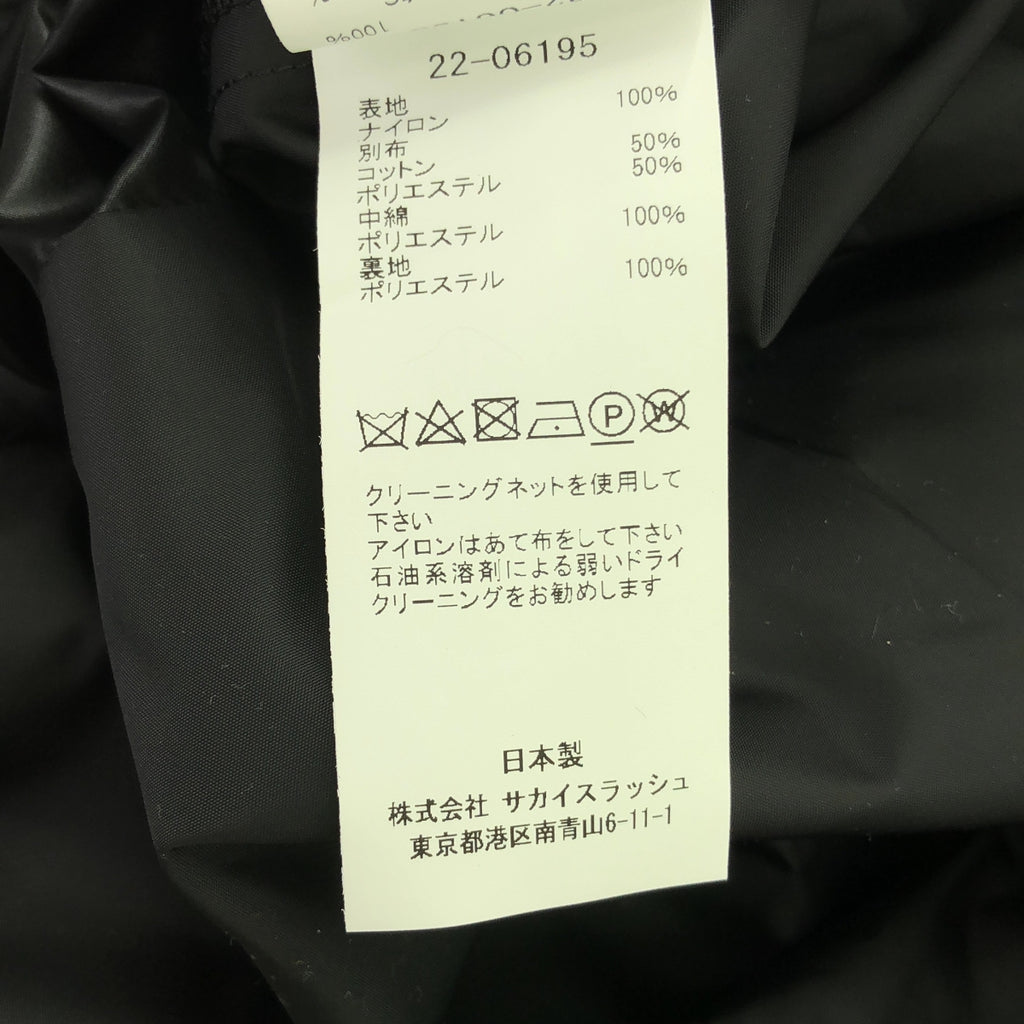 100%
22-06195
表地
ナイロン 100%
別布
コットン 50%
ポリエステル 50%
中綿
ポリエステル 100%
裏地
ポリエステル 100%
P W
クリーニングネットを使用して
下さい
アイロンはあて布をして下さい
石油系溶剤による弱いドライ
クリーニングをお勧めします
日本製
株式会社 サカイスラッシュ
東京都港区南青山6-11-1